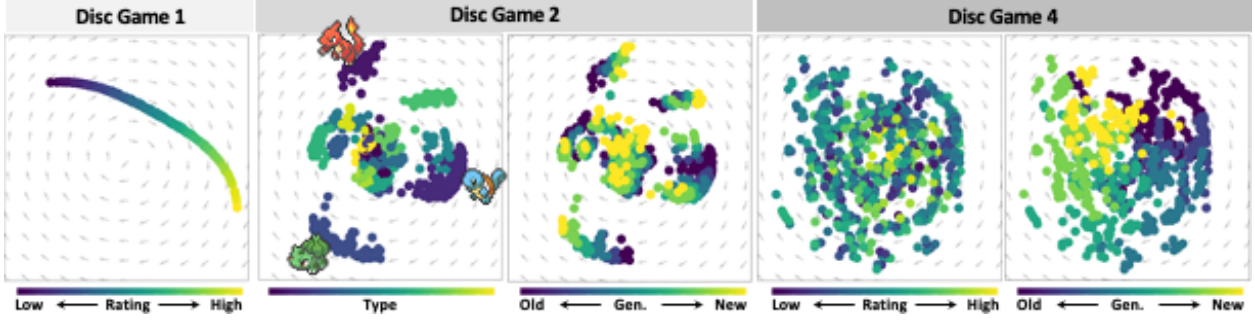 Disc Game 1
Disc Game 2
Disc Game 4
Low Rating High
Type
Old Gen. New
Low Rating High
Old Gen. New